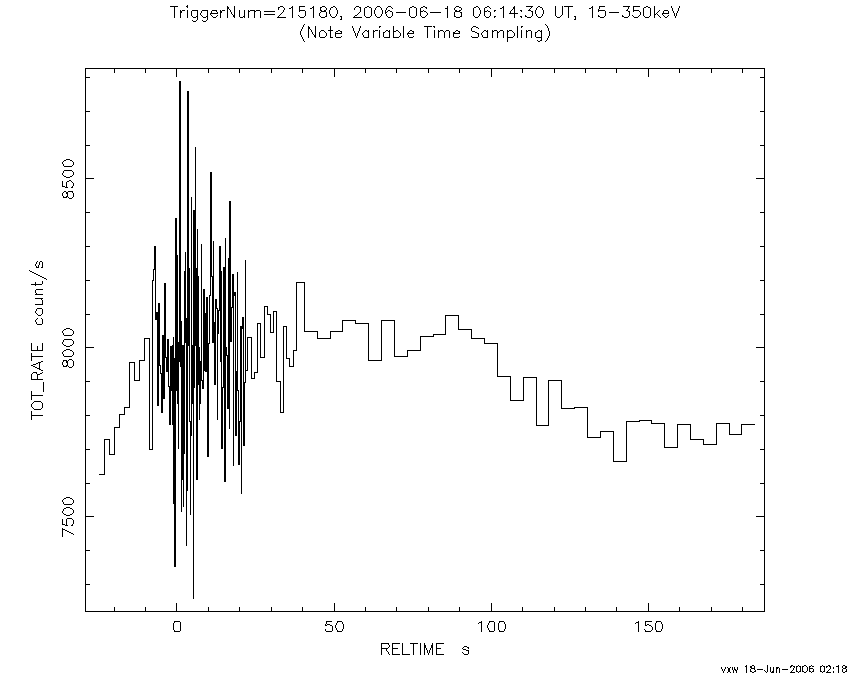 TriggerNum=215180, 2006-06-18 06:14:30 UT, 15-350keV
(Note Variable Time Sampling)
TOT_RATE count/s
8500
8000
7500
0 50 100 150
RELTIME s
vxw 18-Jun-2006 02:18